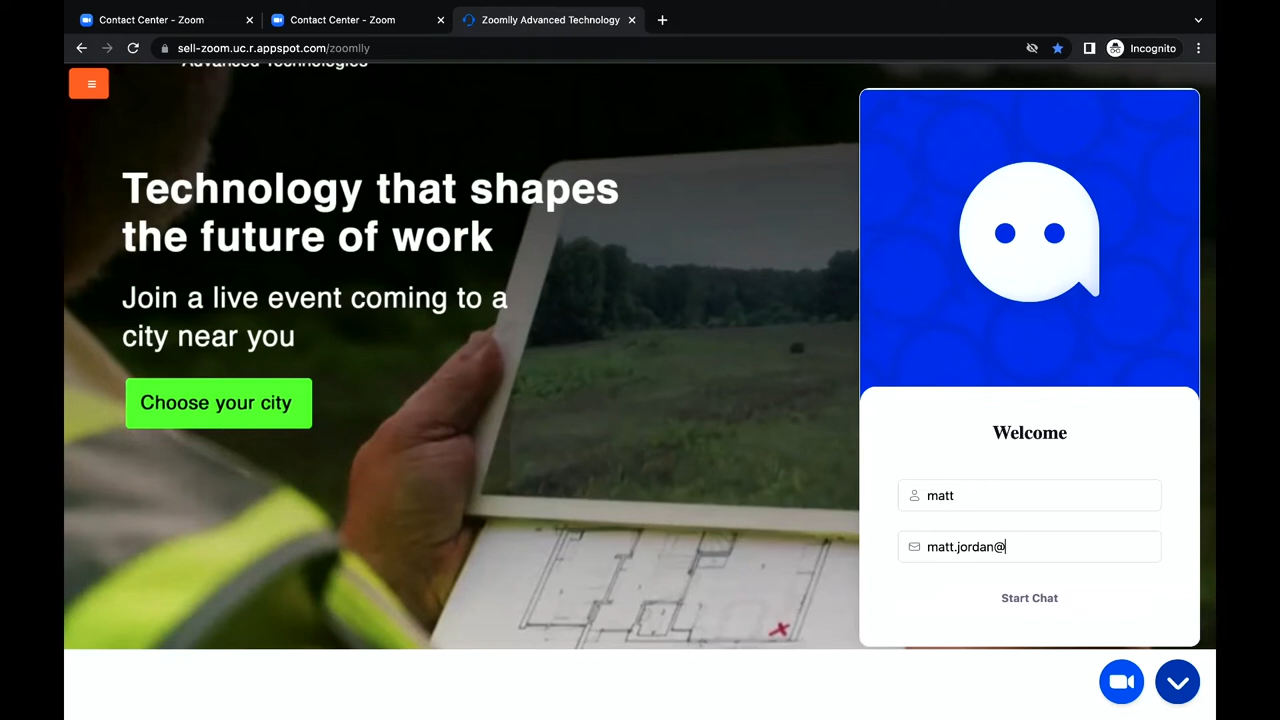 Contact Center - Zoom
Contact Center - Zoom
Zoomlly Advanced Technology
sell-zoom.uc.r.appspot.com/zoomlly
Incognito
Advanced Technologies
Technology that shapes
the future of work
Join a live event coming to a
city near you
Choose your city
Welcome
matt
matt.jordan@
Start Chat